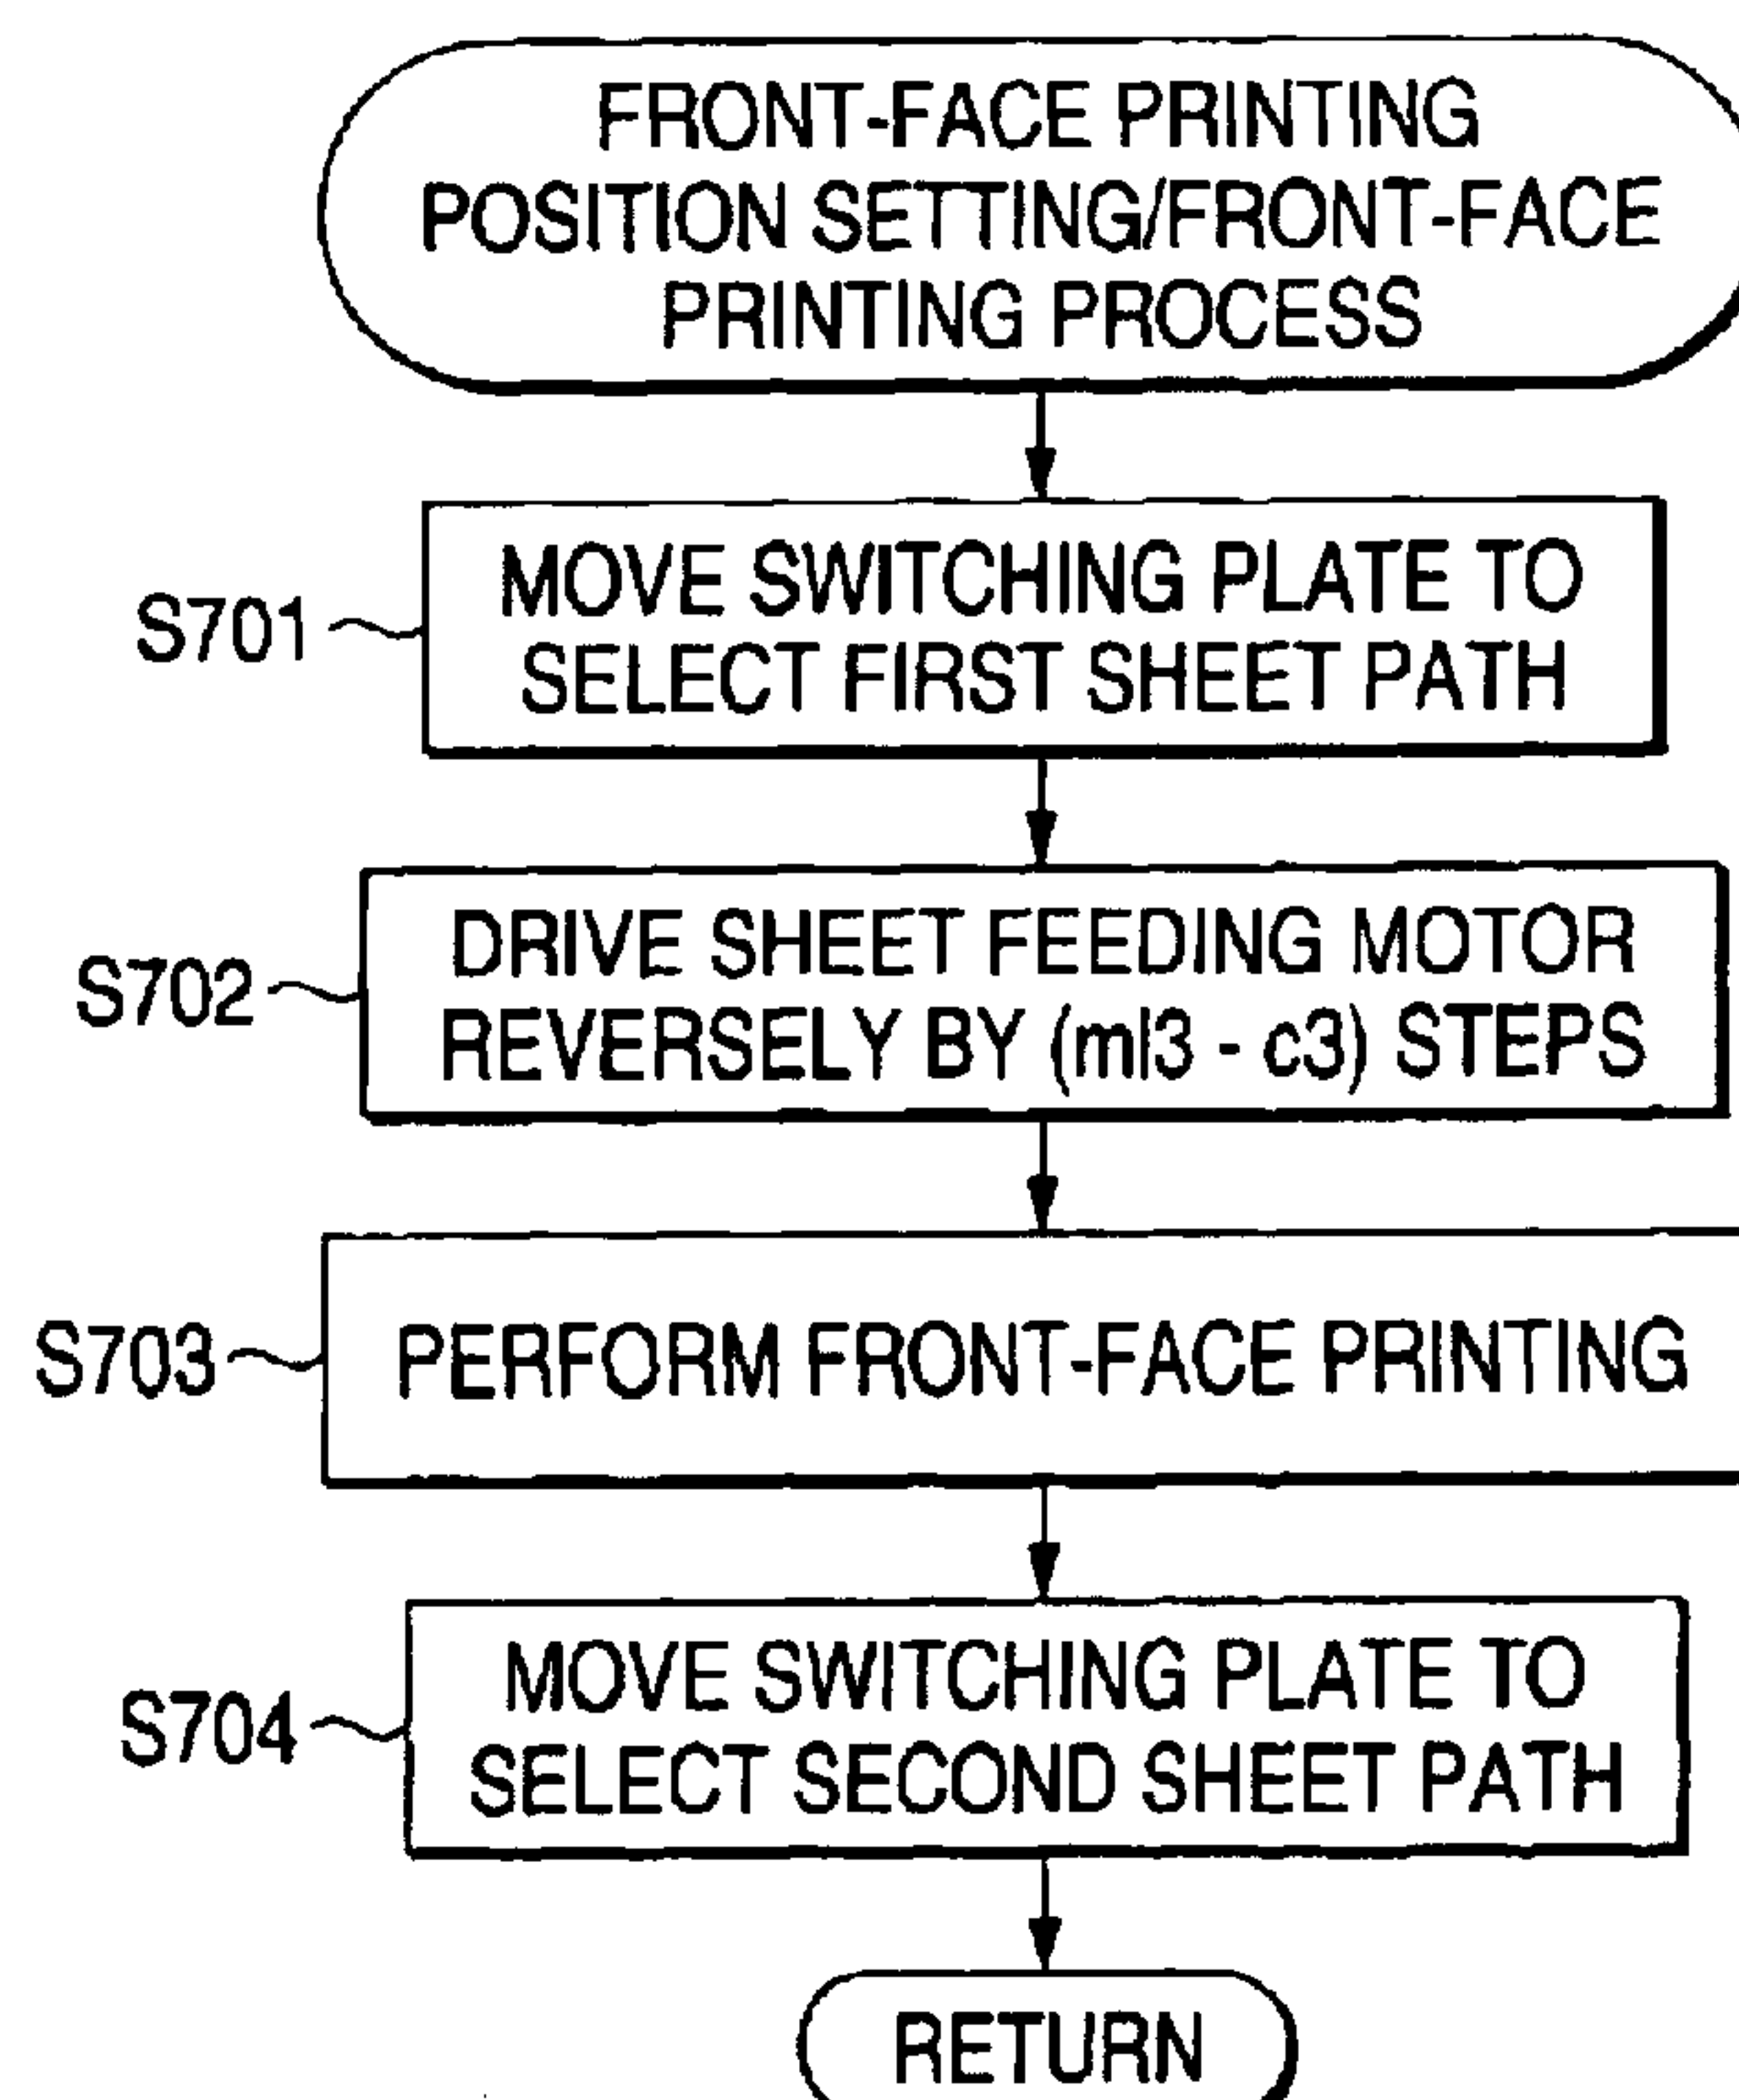 FRONT-FACE PRINTING
POSITION SETTING/FRONT-FACE
PRINTING PROCESS
S701
MOVE SWITCHING PLATE TO
SELECT FIRST SHEET PATH
S702
DRIVE SHEET FEEDING MOTOR
REVERSELY BY (ml3 - c3) STEPS
S703
PERFORM FRONT-FACE PRINTING
S704
MOVE SWITCHING PLATE TO
SELECT SECOND SHEET PATH
RETURN